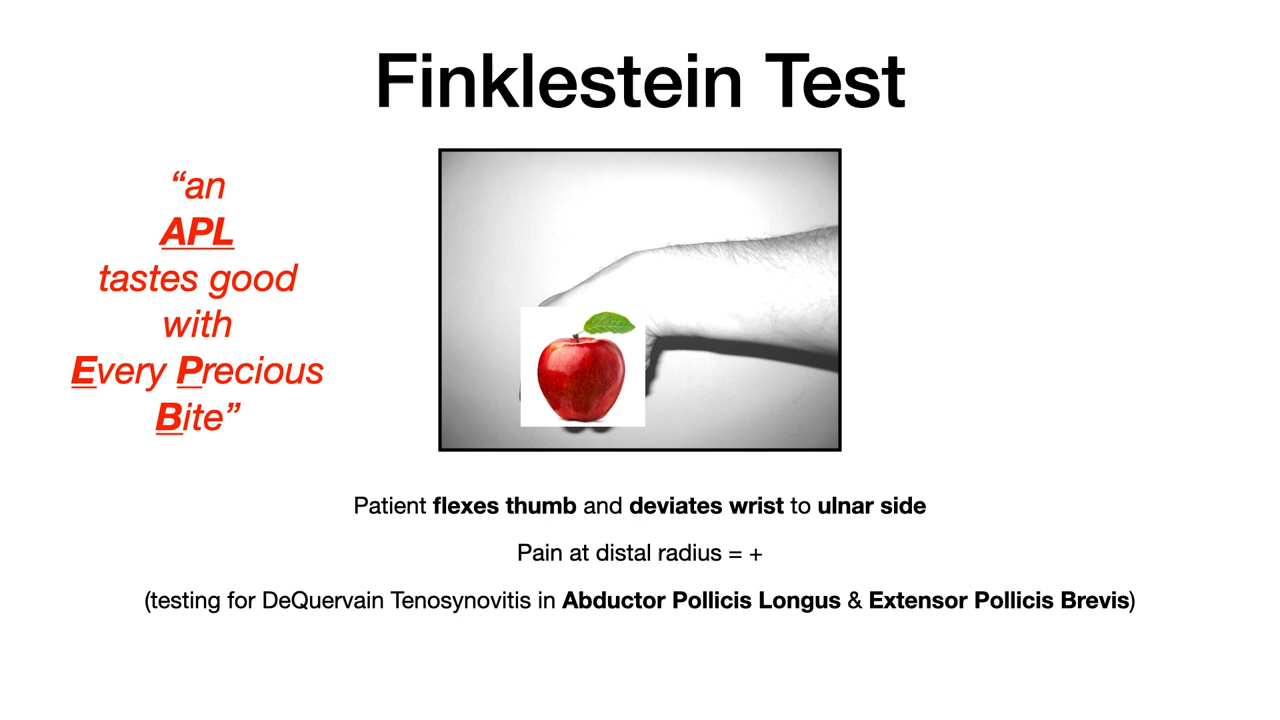 Finklestein Test
“an
APL
tastes good
with
Every Precious
Bite”
Patient flexes thumb and deviates wrist to ulnar side
Pain at distal radius = +
(testing for DeQuervain Tenosynovitis in Abductor Pollicis Longus & Extensor Pollicis Brevis)